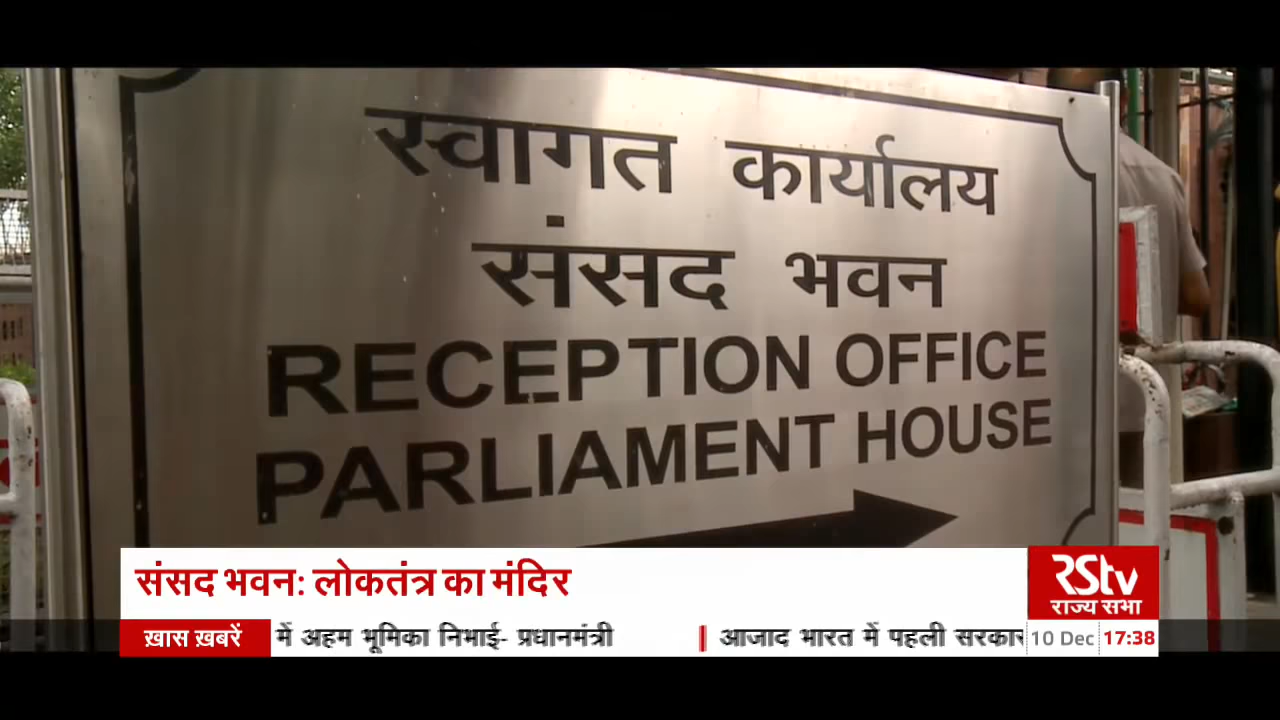 स्वागत कार्यालय
संसद भवन
RECEPTION OFFICE
PARLIAMENT HOUSE
संसद भवन: लोकतंत्र का मंदिर
RStv
राज्य सभा
ख़ास ख़बरें में अहम भूमिका निभाई- प्रधानमंत्री | आजाद भारत में पहली सरकार 10 Dec 17:38